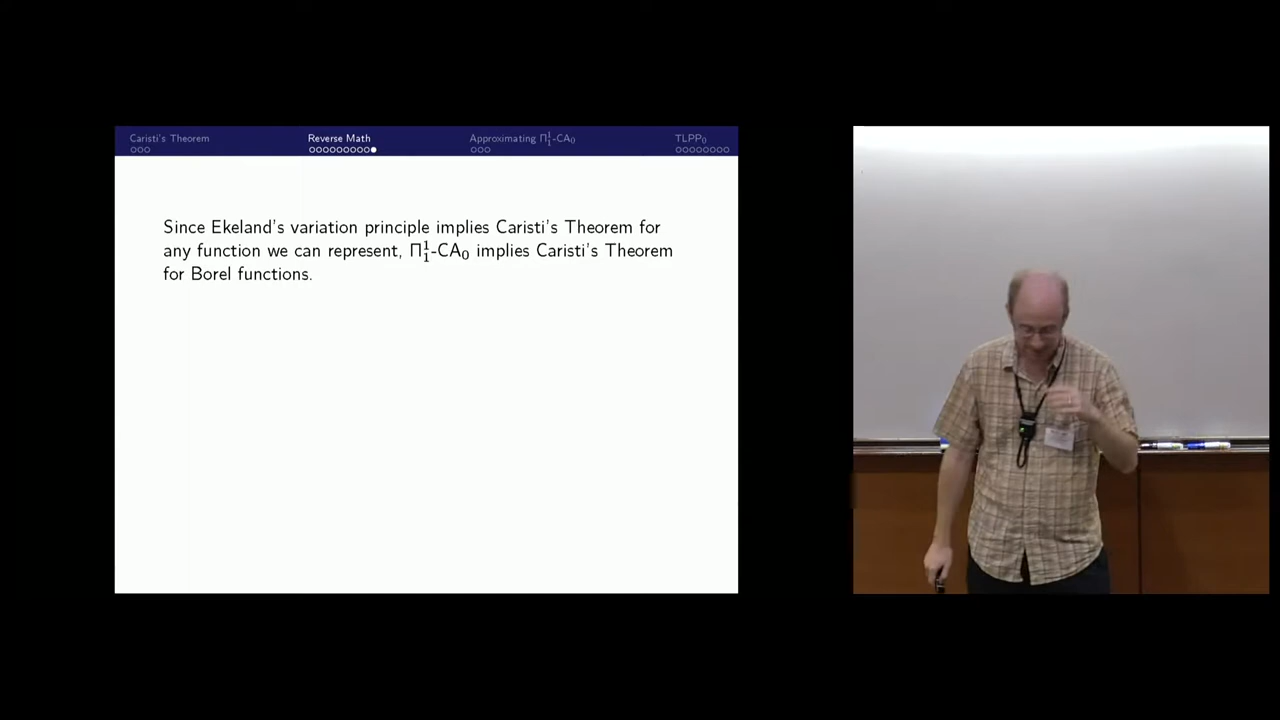 Caristi's Theorem Reverse Math Approximating Π¹₁-CA₀ TLPP₀
Since Ekeland's variation principle implies Caristi's Theorem for
any function we can represent, Π¹₁-CA₀ implies Caristi's Theorem
for Borel functions.